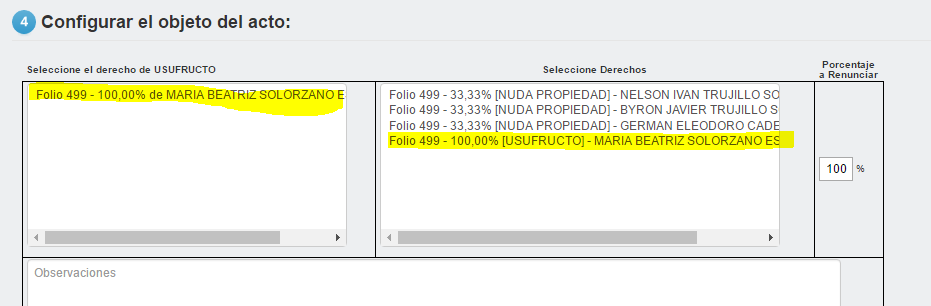 4 Configurar el objeto del acto:
Seleccione el derecho de USUFRUCTO
Seleccione Derechos
Porcentaje
a Renunciar
Folio 499 - 100,00% de MARIA BEATRIZ SOLORZANO E
Folio 499 - 33,33% [NUDA PROPIEDAD] - NELSON IVAN TRUJILLO SO
Folio 499 - 33,33% [NUDA PROPIEDAD] - BYRON JAVIER TRUJILLO S
Folio 499 - 33,33% [NUDA PROPIEDAD] - GERMAN ELEODORO CADE
Folio 499 - 100,00% [USUFRUCTO] - MARIA BEATRIZ SOLORZANO ES
100 %
Observaciones